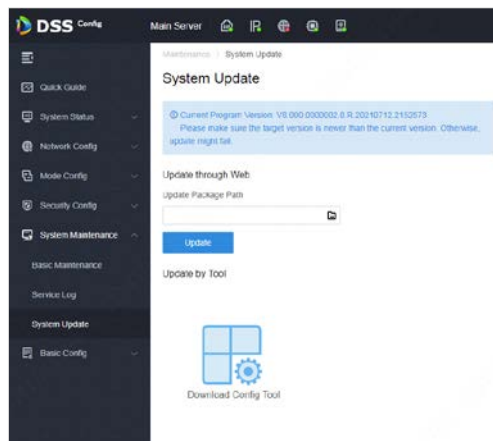 DSS Config
Main Server
Maintenance / System Update
System Update
Current Program Version: V8.000.0000002.0.R.20210712.2152573
Please make sure the target version is newer than the current version. Otherwise,
update might fail.
Update through Web
Update Package Path
Update
Update by Tool
Download Config Tool
Quick Guide
System Status
Network Config
Mode Config
Security Config
System Maintenance
Basic Maintenance
Service Log
System Update
Basic Config